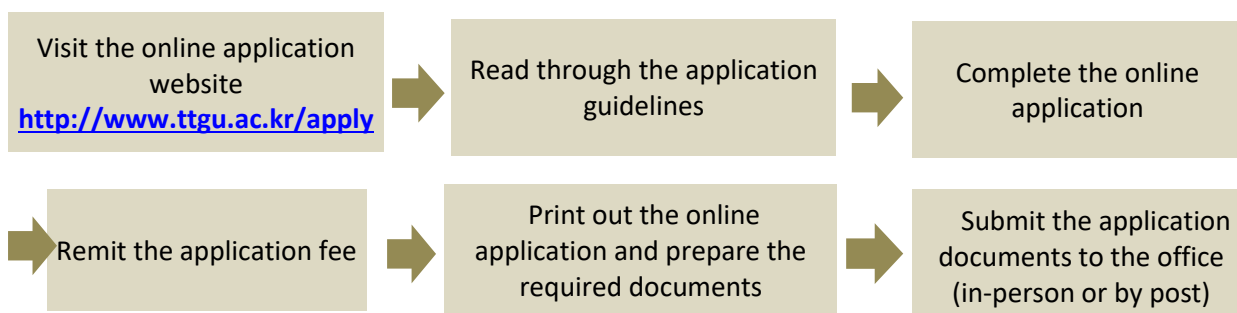 Visit the online application
website
http://www.ttgu.ac.kr/apply
Read through the application
guidelines
Complete the online
application
Remit the application fee
Print out the online
application and prepare the
required documents
Submit the application
documents to the office
(in-person or by post)